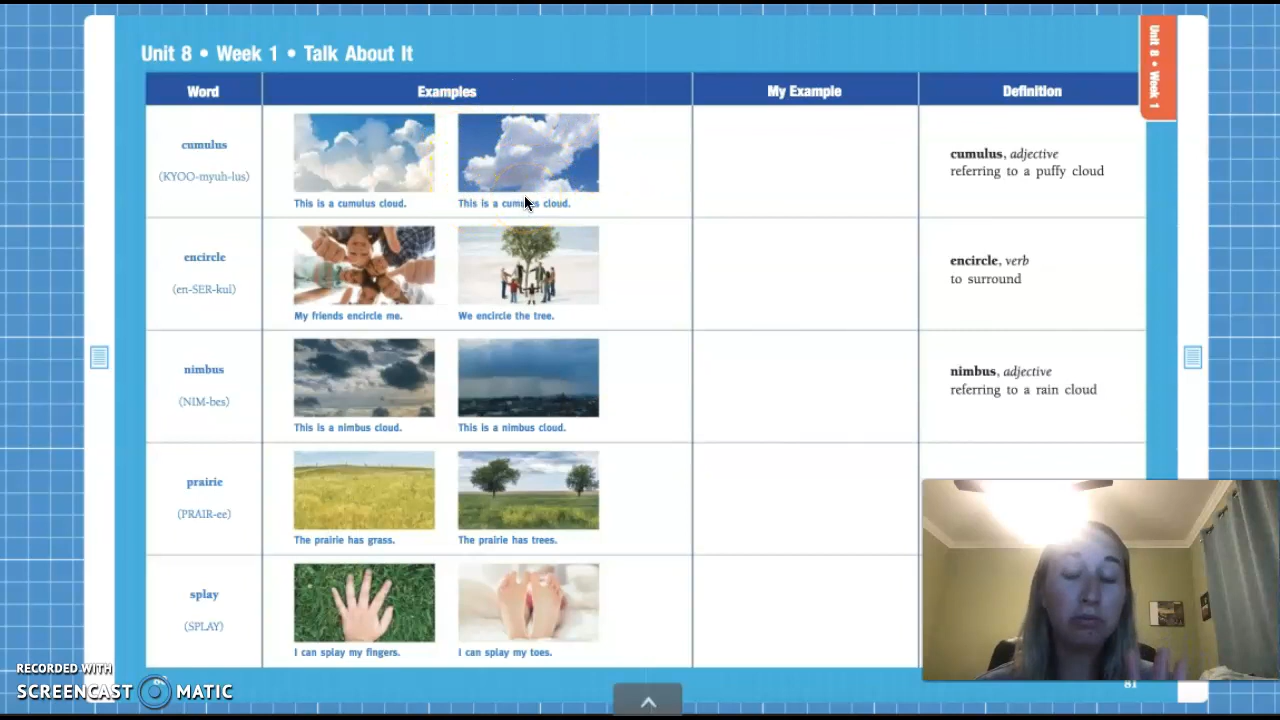 Unit 8 • Week 1 • Talk About It
Unit 8 • Week 1
Word Examples My Example Definition
cumulus
(KYOO-myuh-lus)
This is a cumulus cloud.
This is a cumulus cloud.
cumulus, adjective
referring to a puffy cloud
encircle
(en-SER-kul)
My friends encircle me.
We encircle the tree.
encircle, verb
to surround
nimbus
(NIM-bes)
This is a nimbus cloud.
This is a nimbus cloud.
nimbus, adjective
referring to a rain cloud
prairie
(PRAIR-ee)
The prairie has grass.
The prairie has trees.
splay
(SPLAY)
I can splay my fingers.
I can splay my toes.
RECORDED WITH
SCREENCAST MATIC
81